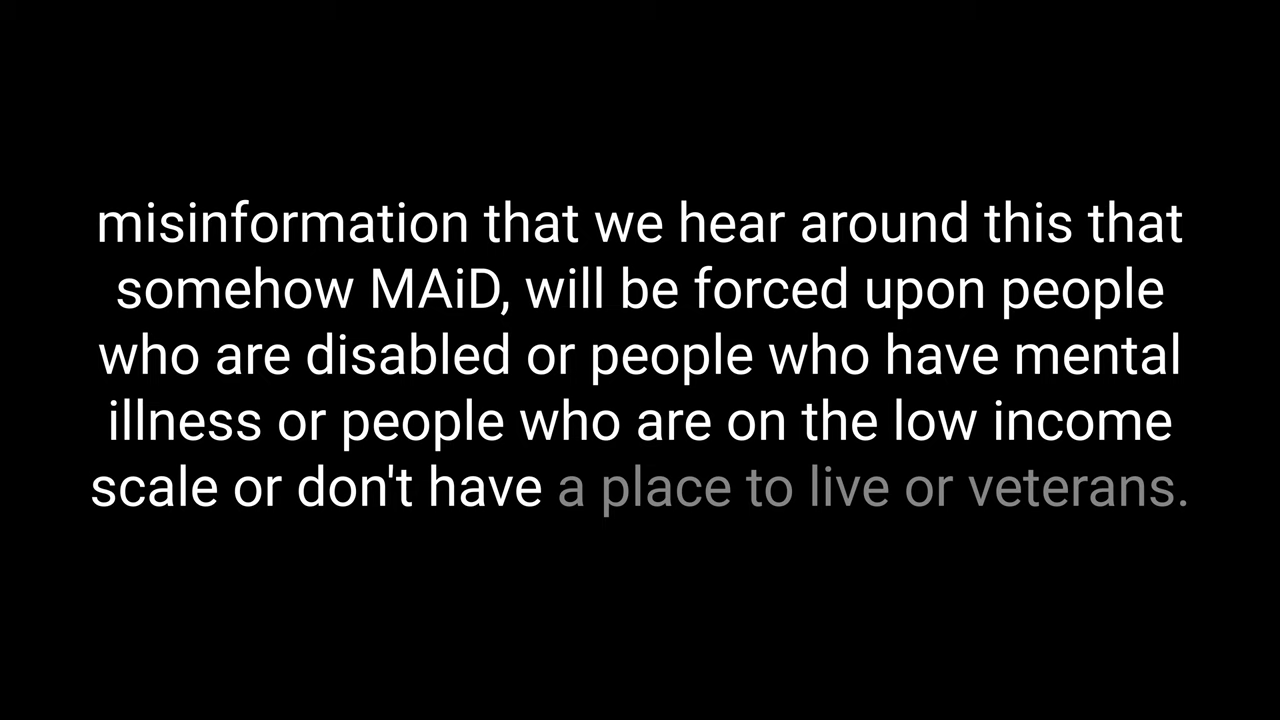 misinformation that we hear around this that
somehow MAiD, will be forced upon people
who are disabled or people who have mental
illness or people who are on the low income
scale or don't have a place to live or veterans.